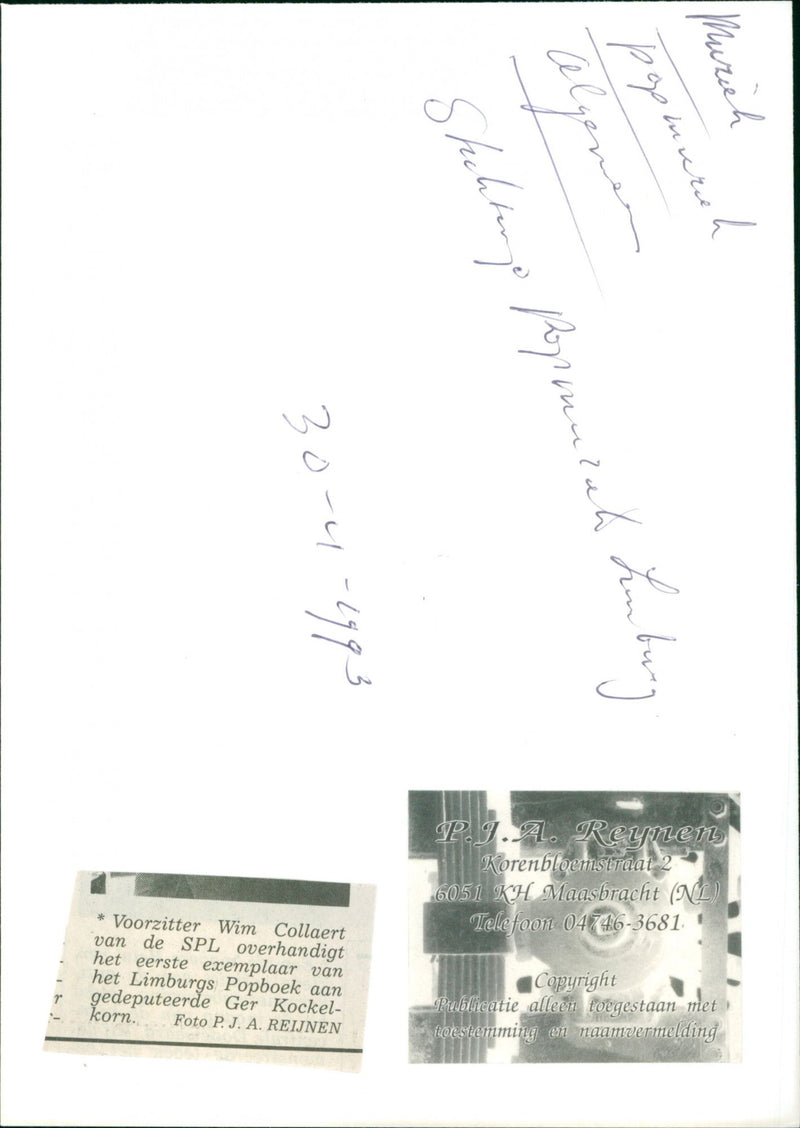 Muziek
popmuziek
algemeen
Stichting popmuziek Limburg
30-4-1993
* Voorzitter Wim Collaert
van de SPL overhandigt
het eerste exemplaar van
het Limburgs Popboek aan
gedeputeerde Ger Kockel-
korn. Foto P. J. A. REIJNEN
P.J.A. Reynen
Korenbloemstraat 2
6051 KH Maasbracht (NL)
Telefoon 04746-3681
Copyright
Publicatie alleen toegestaan met
toestemming en naamvermelding